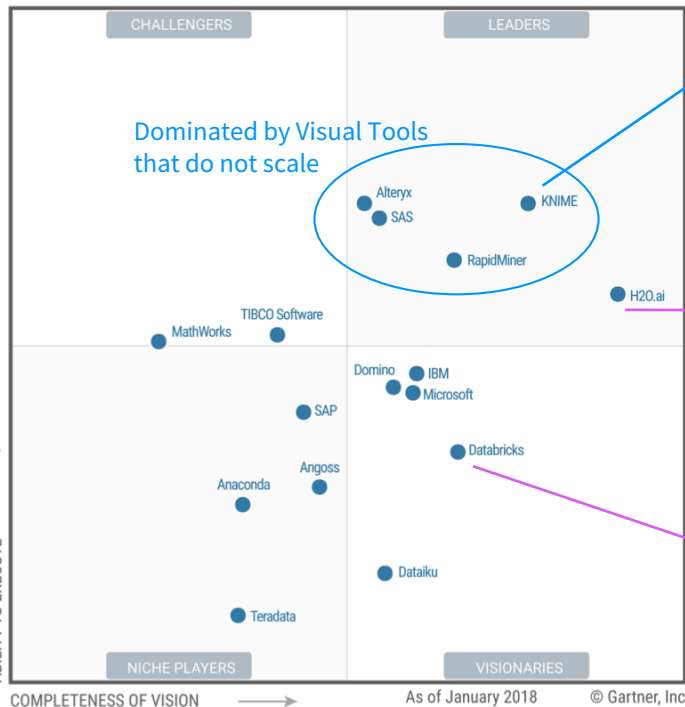 CHALLENGERS
LEADERS
Dominated by Visual Tools
that do not scale
Alteryx
SAS
KNIME
RapidMiner
H2O.ai
TIBCO Software
MathWorks
Domino
IBM
Microsoft
SAP
Databricks
Angoss
Anaconda
Dataiku
Teradata
NICHE PLAYERS
VISIONARIES
COMPLETENESS OF VISION
As of January 2018
© Gartner, Inc